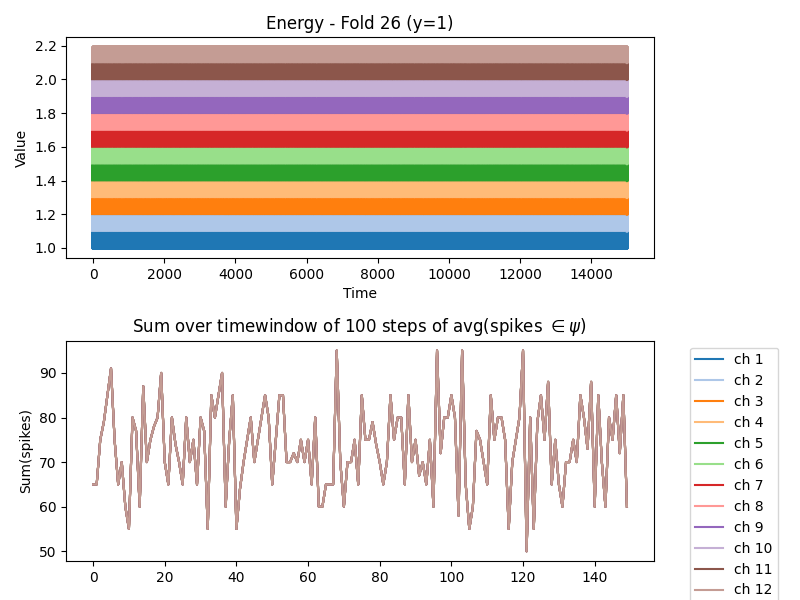 Energy - Fold 26 (y=1)
Value
2.2
2.0
1.8
1.6
1.4
1.2
1.0
0 2000 4000 6000 8000 10000 12000 14000
Time
Sum over timewindow of 100 steps of avg(spikes ∈ ψ)
Sum(spikes)
90
80
70
60
50
0 20 40 60 80 100 120 140
ch 1
ch 2
ch 3
ch 4
ch 5
ch 6
ch 7
ch 8
ch 9
ch 10
ch 11
ch 12